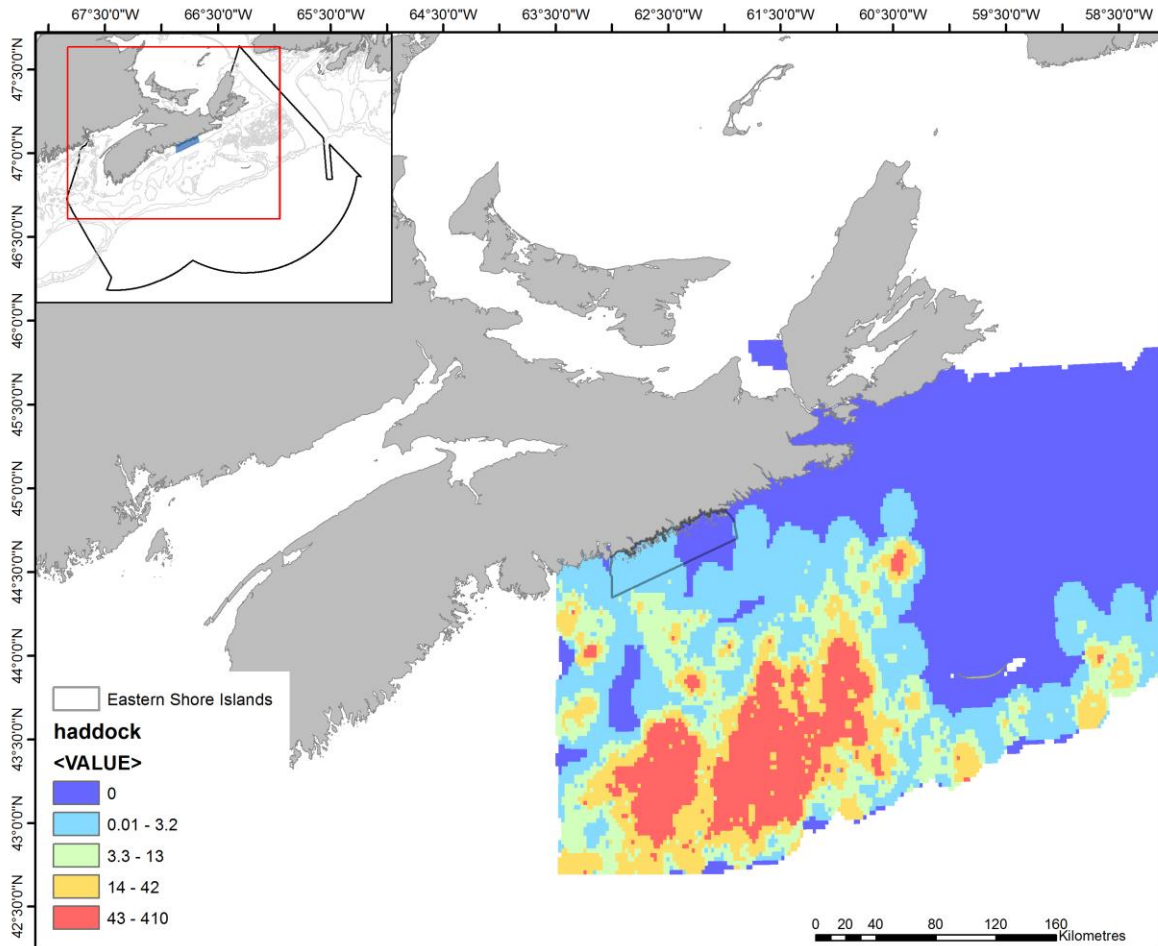 67°30'0"W 66°30'0"W 65°30'0"W 64°30'0"W 63°30'0"W 62°30'0"W 61°30'0"W 60°30'0"W 59°30'0"W 58°30'0"W
47°30'0"N
47°0'0"N
46°30'0"N
46°0'0"N
45°30'0"N
45°0'0"N
44°30'0"N
44°0'0"N
43°30'0"N
43°0'0"N
42°30'0"N
Eastern Shore Islands
haddock
<VALUE>
0
0.01 - 3.2
3.3 - 13
14 - 42
43 - 410
0 20 40 80 120 160
Kilometres